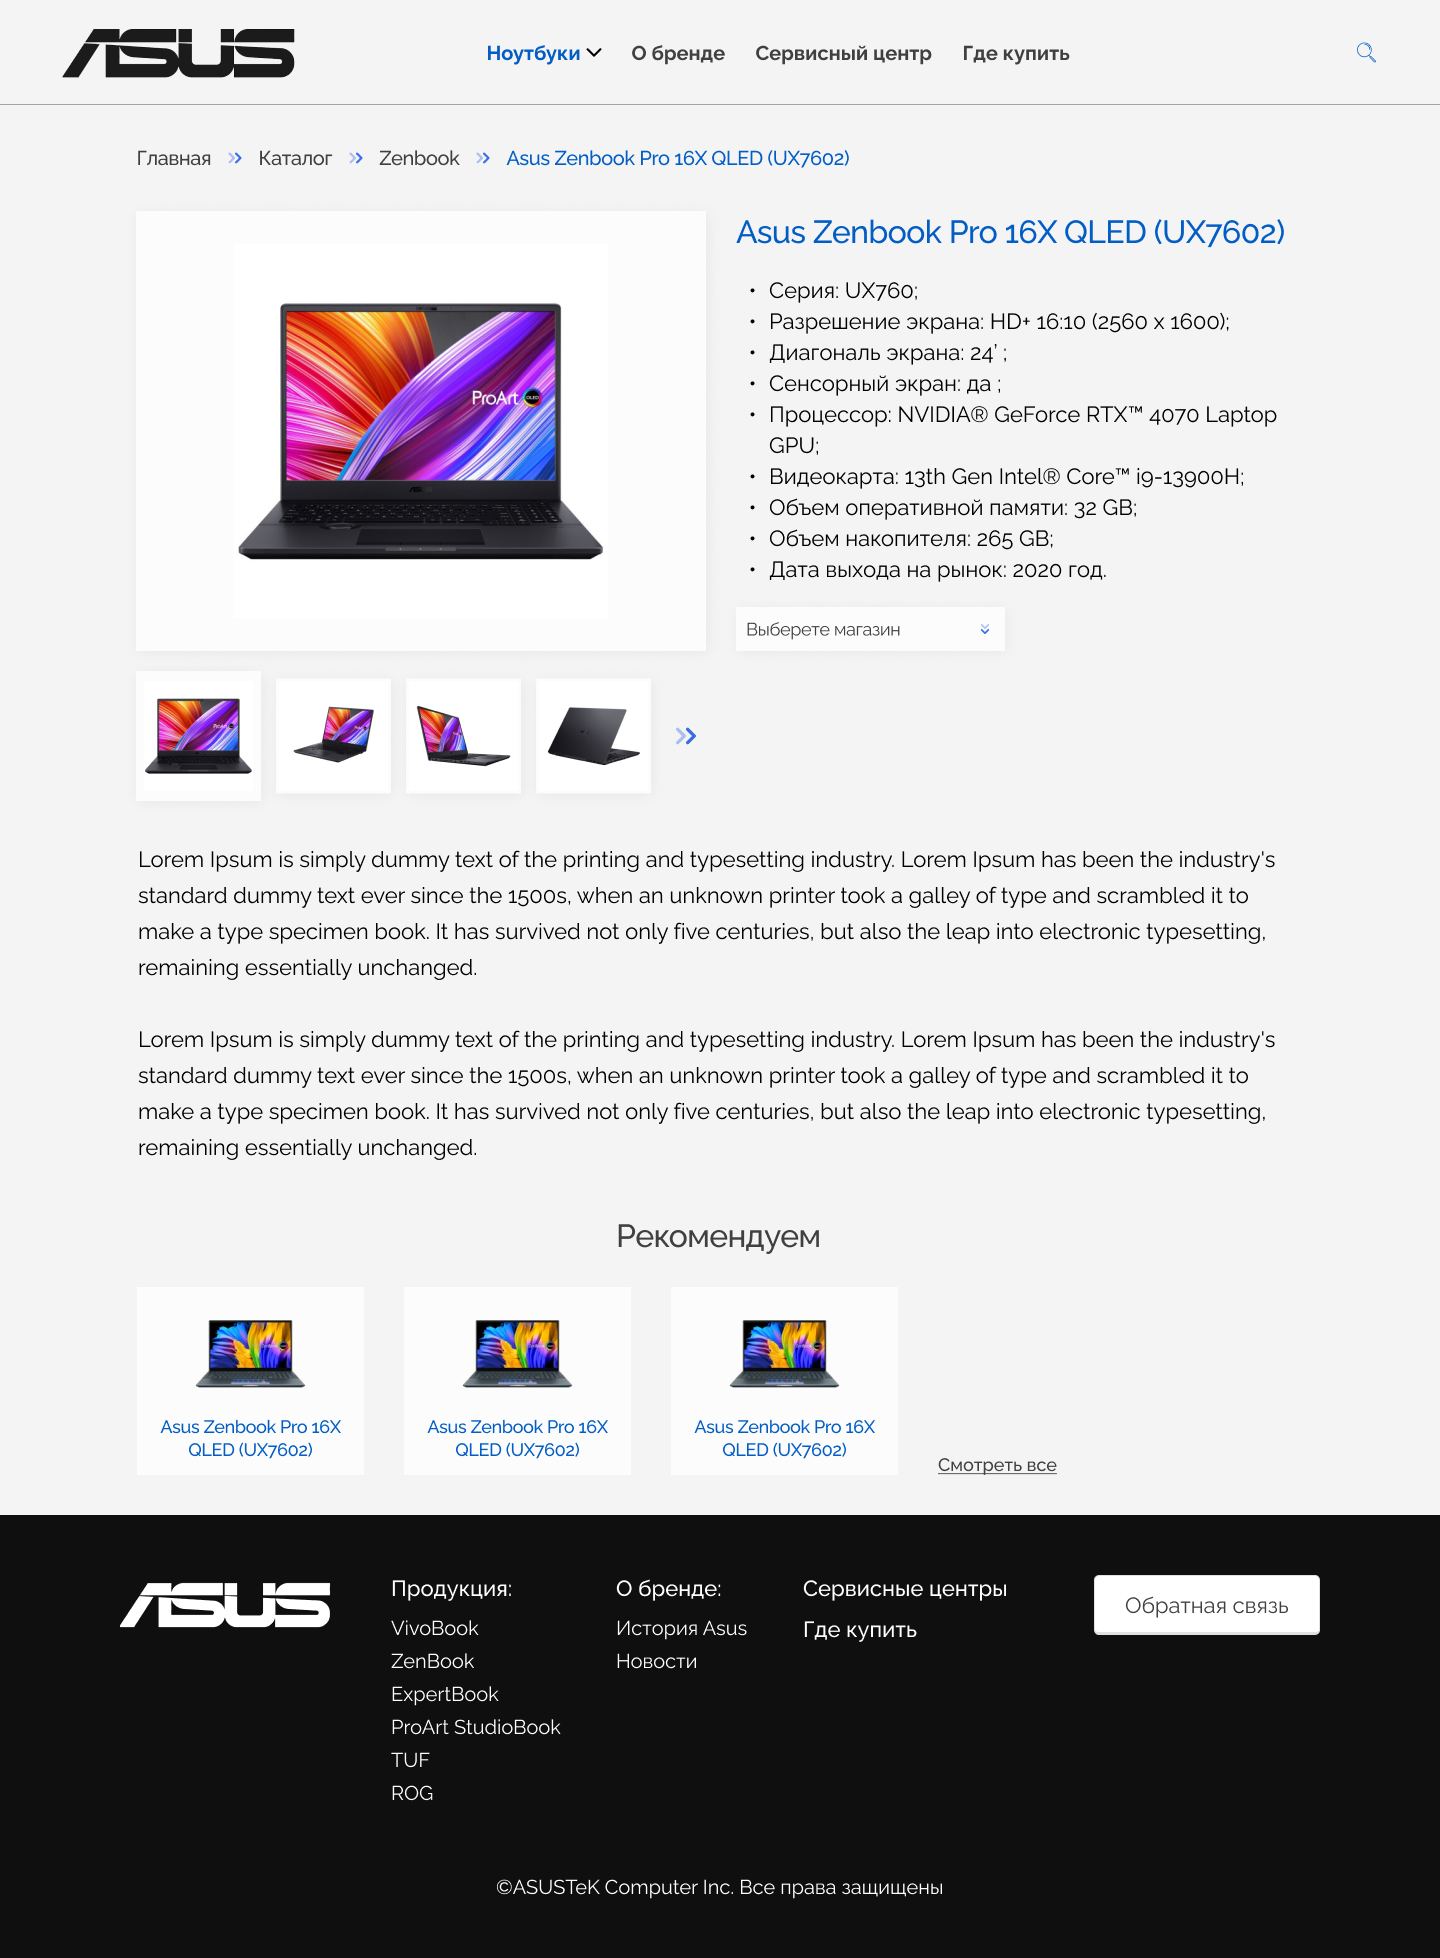 ASUS
Ноутбуки О бренде Сервисный центр Где купить
Главная Каталог Zenbook Asus Zenbook Pro 16X QLED (UX7602)
ProArt OLED
Asus Zenbook Pro 16X QLED (UX7602)
• Серия: UX760;
• Разрешение экрана: HD+ 16:10 (2560 x 1600);
• Диагональ экрана: 24’ ;
• Сенсорный экран: да ;
• Процессор: NVIDIA® GeForce RTX™ 4070 Laptop
GPU;
• Видеокарта: 13th Gen Intel® Core™ i9-13900H;
• Объем оперативной памяти: 32 GB;
• Объем накопителя: 265 GB;
• Дата выхода на рынок: 2020 год.
Выберете магазин
Lorem Ipsum is simply dummy text of the printing and typesetting industry. Lorem Ipsum has been the industry's
standard dummy text ever since the 1500s, when an unknown printer took a galley of type and scrambled it to
make a type specimen book. It has survived not only five centuries, but also the leap into electronic typesetting,
remaining essentially unchanged.
Lorem Ipsum is simply dummy text of the printing and typesetting industry. Lorem Ipsum has been the industry's
standard dummy text ever since the 1500s, when an unknown printer took a galley of type and scrambled it to
make a type specimen book. It has survived not only five centuries, but also the leap into electronic typesetting,
remaining essentially unchanged.
Рекомендуем
Asus Zenbook Pro 16X
QLED (UX7602)
Asus Zenbook Pro 16X
QLED (UX7602)
Asus Zenbook Pro 16X
QLED (UX7602)
Смотреть все
ASUS
Продукция:
VivoBook
ZenBook
ExpertBook
ProArt StudioBook
TUF
ROG
О бренде:
История Asus
Новости
Сервисные центры
Где купить
Обратная связь
©ASUSTeK Computer Inc. Все права защищены